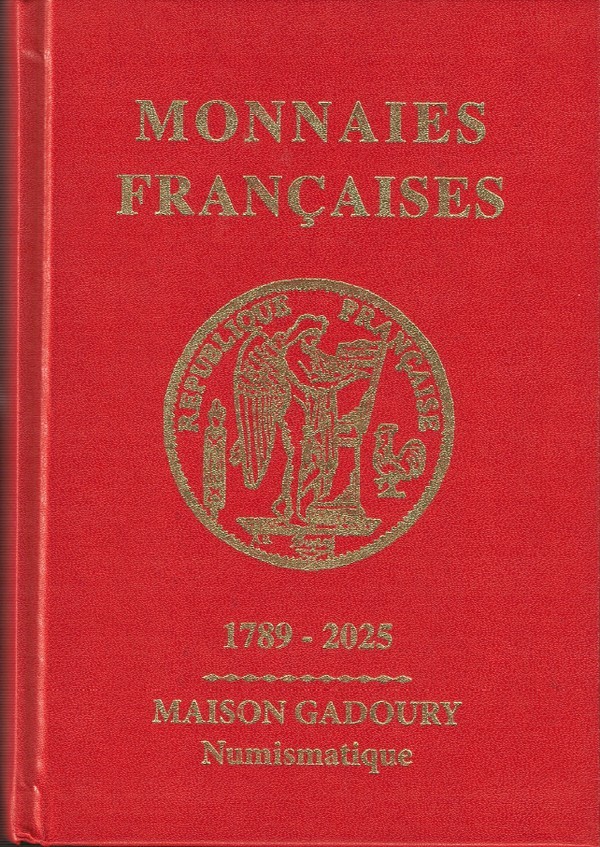 MONNAIES
FRANÇAISES
REPUBLIQUE FRANÇAISE
1789 - 2025
MAISON GADOURY
Numismatique